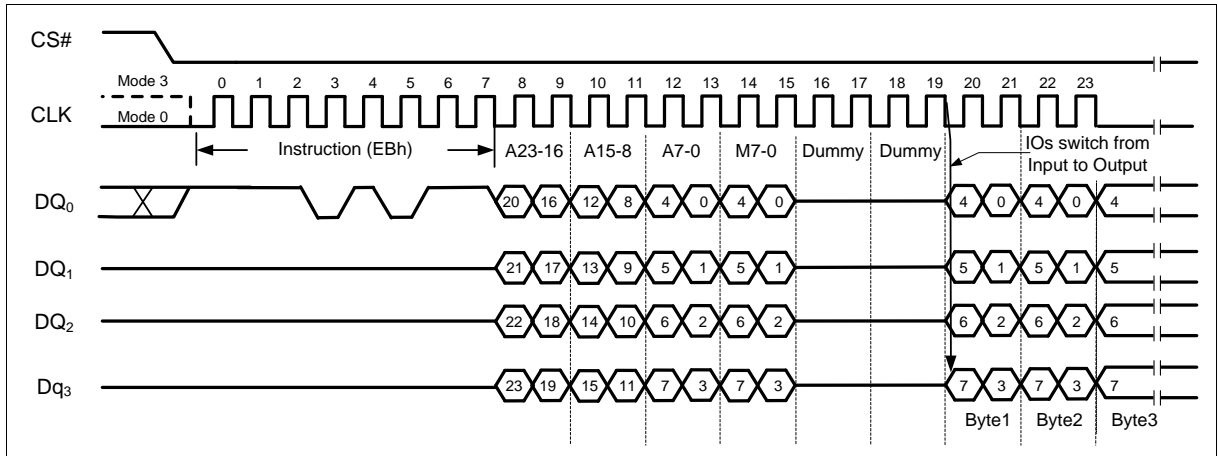 CS#
Mode 3
0 1 2 3 4 5 6 7 8 9 10 11 12 13 14 15 16 17 18 19 20 21 22 23
CLK
Mode 0
Instruction (EBh)
A23-16 A15-8 A7-0 M7-0 Dummy Dummy
IOs switch from
Input to Output
DQ0 20 16 12 8 4 0 4 0 4 0 4 0 4
DQ1 21 17 13 9 5 1 5 1 5 1 5 1 5
DQ2 22 18 14 10 6 2 6 2 6 2 6 2 6
Dq3 23 19 15 11 7 3 7 3 7 3 7 3 7
Byte1 Byte2 Byte3